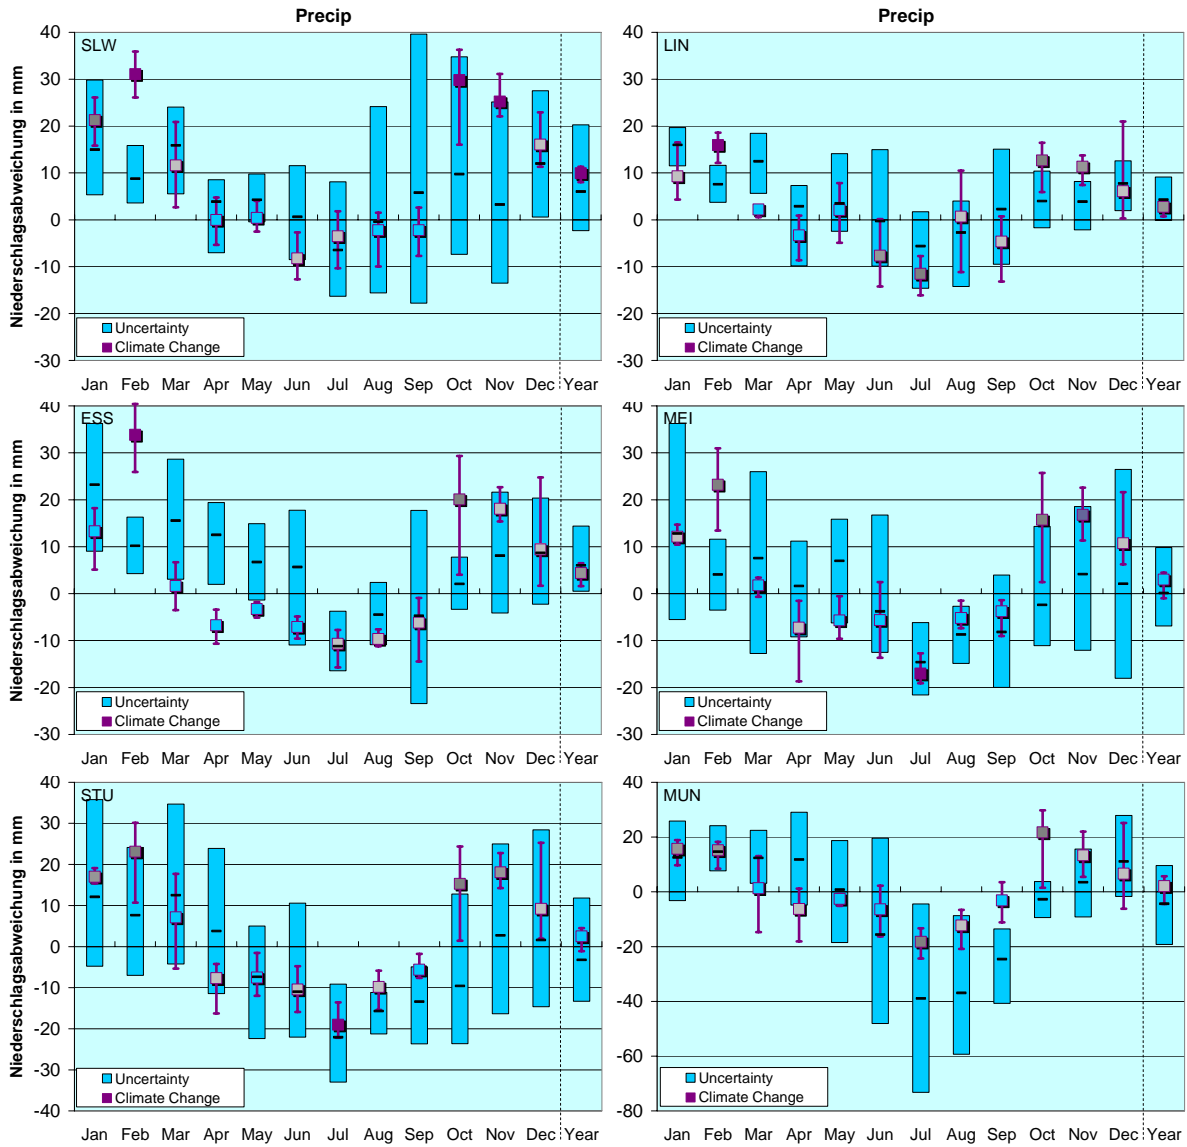 Precip
Precip
Niederschlagsabweichung in mm
40
30
20
10
0
-10
-20
-30
SLW
Uncertainty
Climate Change
Jan Feb Mar Apr May Jun Jul Aug Sep Oct Nov Dec Year
40
30
20
10
0
-10
-20
-30
LIN
Uncertainty
Climate Change
Jan Feb Mar Apr May Jun Jul Aug Sep Oct Nov Dec Year
Niederschlagsabweichung in mm
40
30
20
10
0
-10
-20
-30
ESS
Uncertainty
Climate Change
Jan Feb Mar Apr May Jun Jul Aug Sep Oct Nov Dec Year
40
30
20
10
0
-10
-20
-30
MEI
Uncertainty
Climate Change
Jan Feb Mar Apr May Jun Jul Aug Sep Oct Nov Dec Year
Niederschlagsabweichung in mm
40
30
20
10
0
-10
-20
-30
-40
STU
Uncertainty
Climate Change
Jan Feb Mar Apr May Jun Jul Aug Sep Oct Nov Dec Year
40
20
0
-20
-40
-60
-80
MUN
Uncertainty
Climate Change
Jan Feb Mar Apr May Jun Jul Aug Sep Oct Nov Dec Year